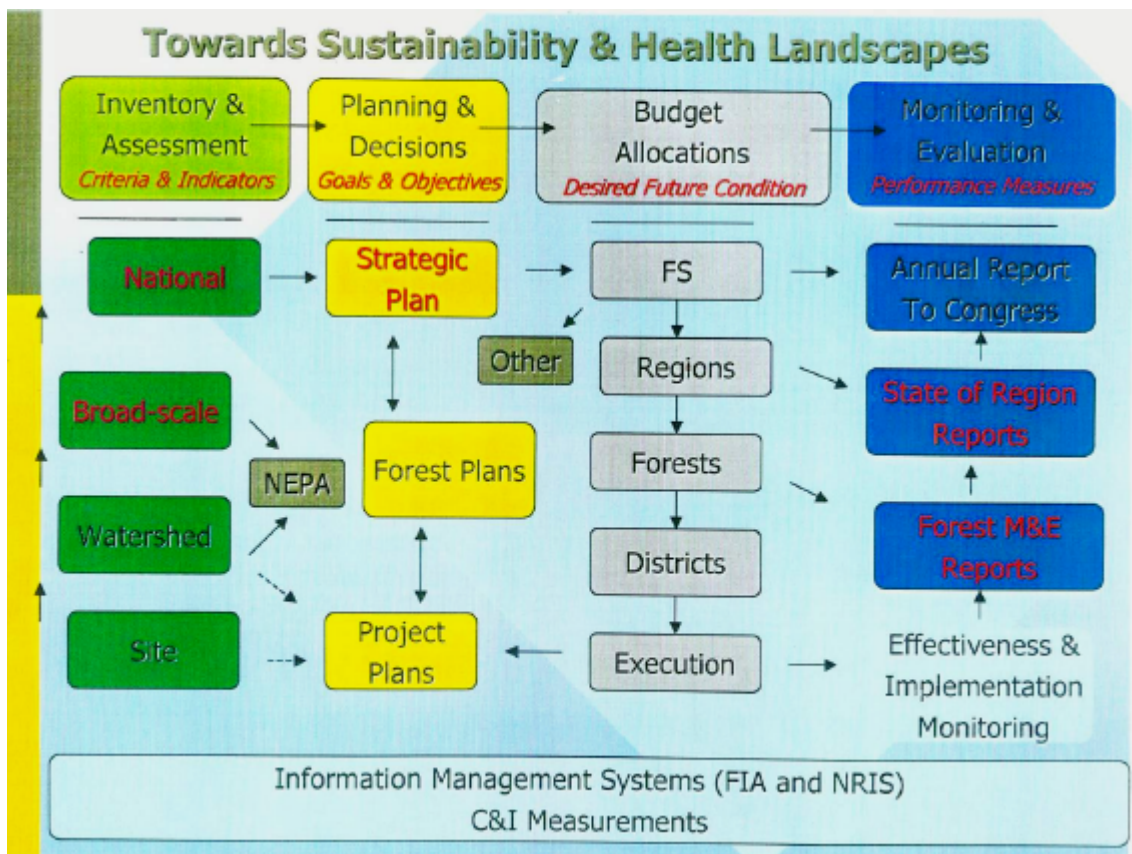 Towards Sustainability & Health Landscapes
Inventory &
Assessment
Criteria & Indicators
Planning &
Decisions
Goals & Objectives
Budget
Allocations
Desired Future Condition
Monitoring &
Evaluation
Performance Measures
National
Strategic
Plan
FS
Annual Report
To Congress
Other
Regions
State of Region
Reports
Broad-scale
NEPA
Forest Plans
Forests
Watershed
Districts
Forest M&E
Reports
Site
Project
Plans
Execution
Effectiveness &
Implementation
Monitoring
Information Management Systems (FIA and NRIS)
C&I Measurements